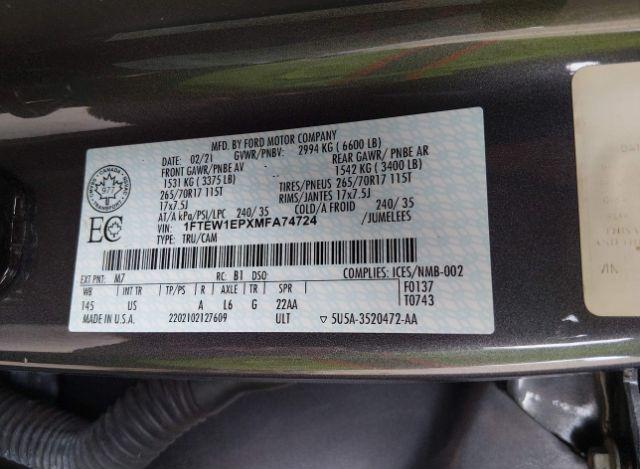 MFD. BY FORD MOTOR COMPANY
DATE: 02/21 GVWR/PNBV: 2994 KG ( 6600 LB)
FRONT GAWR/PNBE AV REAR GAWR/ PNBE AR
1531 KG ( 3375 LB) 1542 KG ( 3400 LB)
265/70R17 115T TIRES/PNEUS 265/70R17 115T
17x7.5J RIMS/JANTES 17x7.5J
AT/A kPa/PSI/LPC 240/ 35 COLD/A FROID 240/ 35
VIN: 1FTEW1EPXMFA74724 /JUMELEES
TYPE: TRU/CAM
EC
977
EXT PNT: M7 RC: B1 DSO: COMPLIES/CONFORME: ICES/NMB-002
WB INT TR TP/PS R AXLE TR SPR F0137
145 US A L6 G 22AA T0743
MADE IN U.S.A. 2202102127609 ULT ▽ 5U5A-3520472-AA